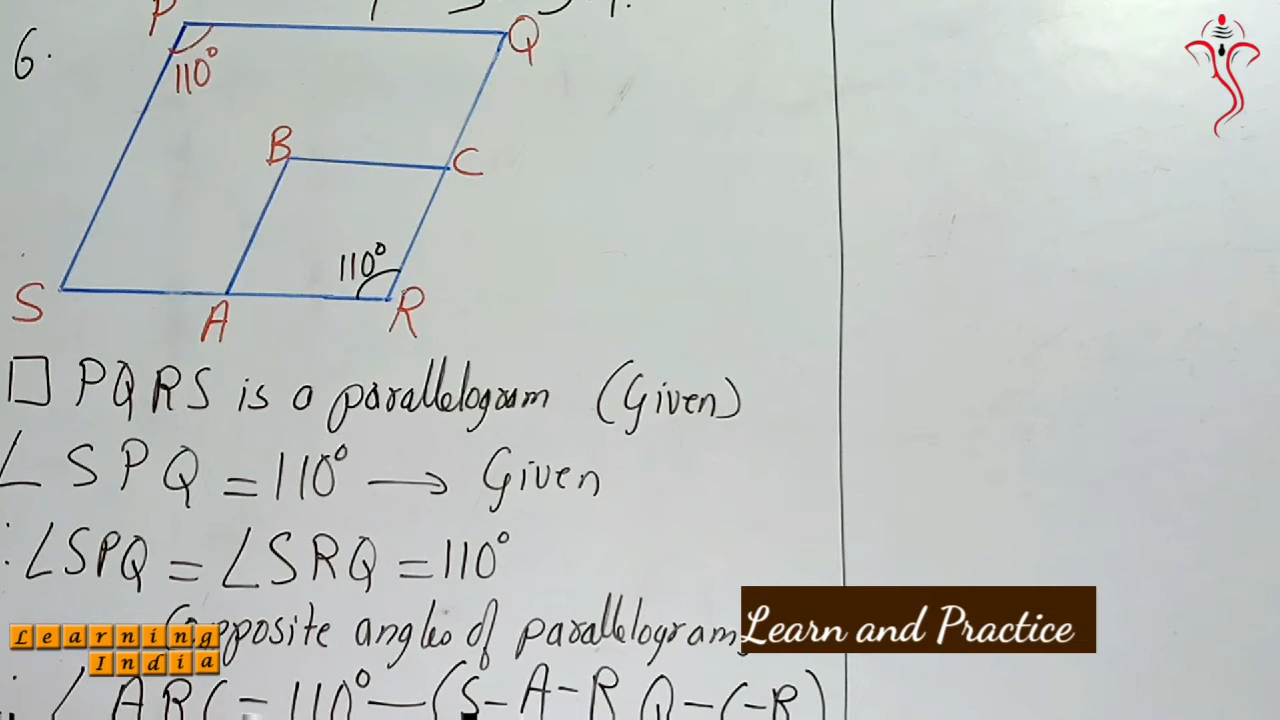 6.
P
Q
110°
B
C
110°
S
A
R
□ PQRS is a parallelogram (Given)
∠SPQ = 110° → Given
∴ ∠SPQ = ∠SRQ = 110°
(opposite angles of parallelogram
Learn and Practice
Learning
India
∴ ∠ARC = 110° — (S-A-R Q-C-R)